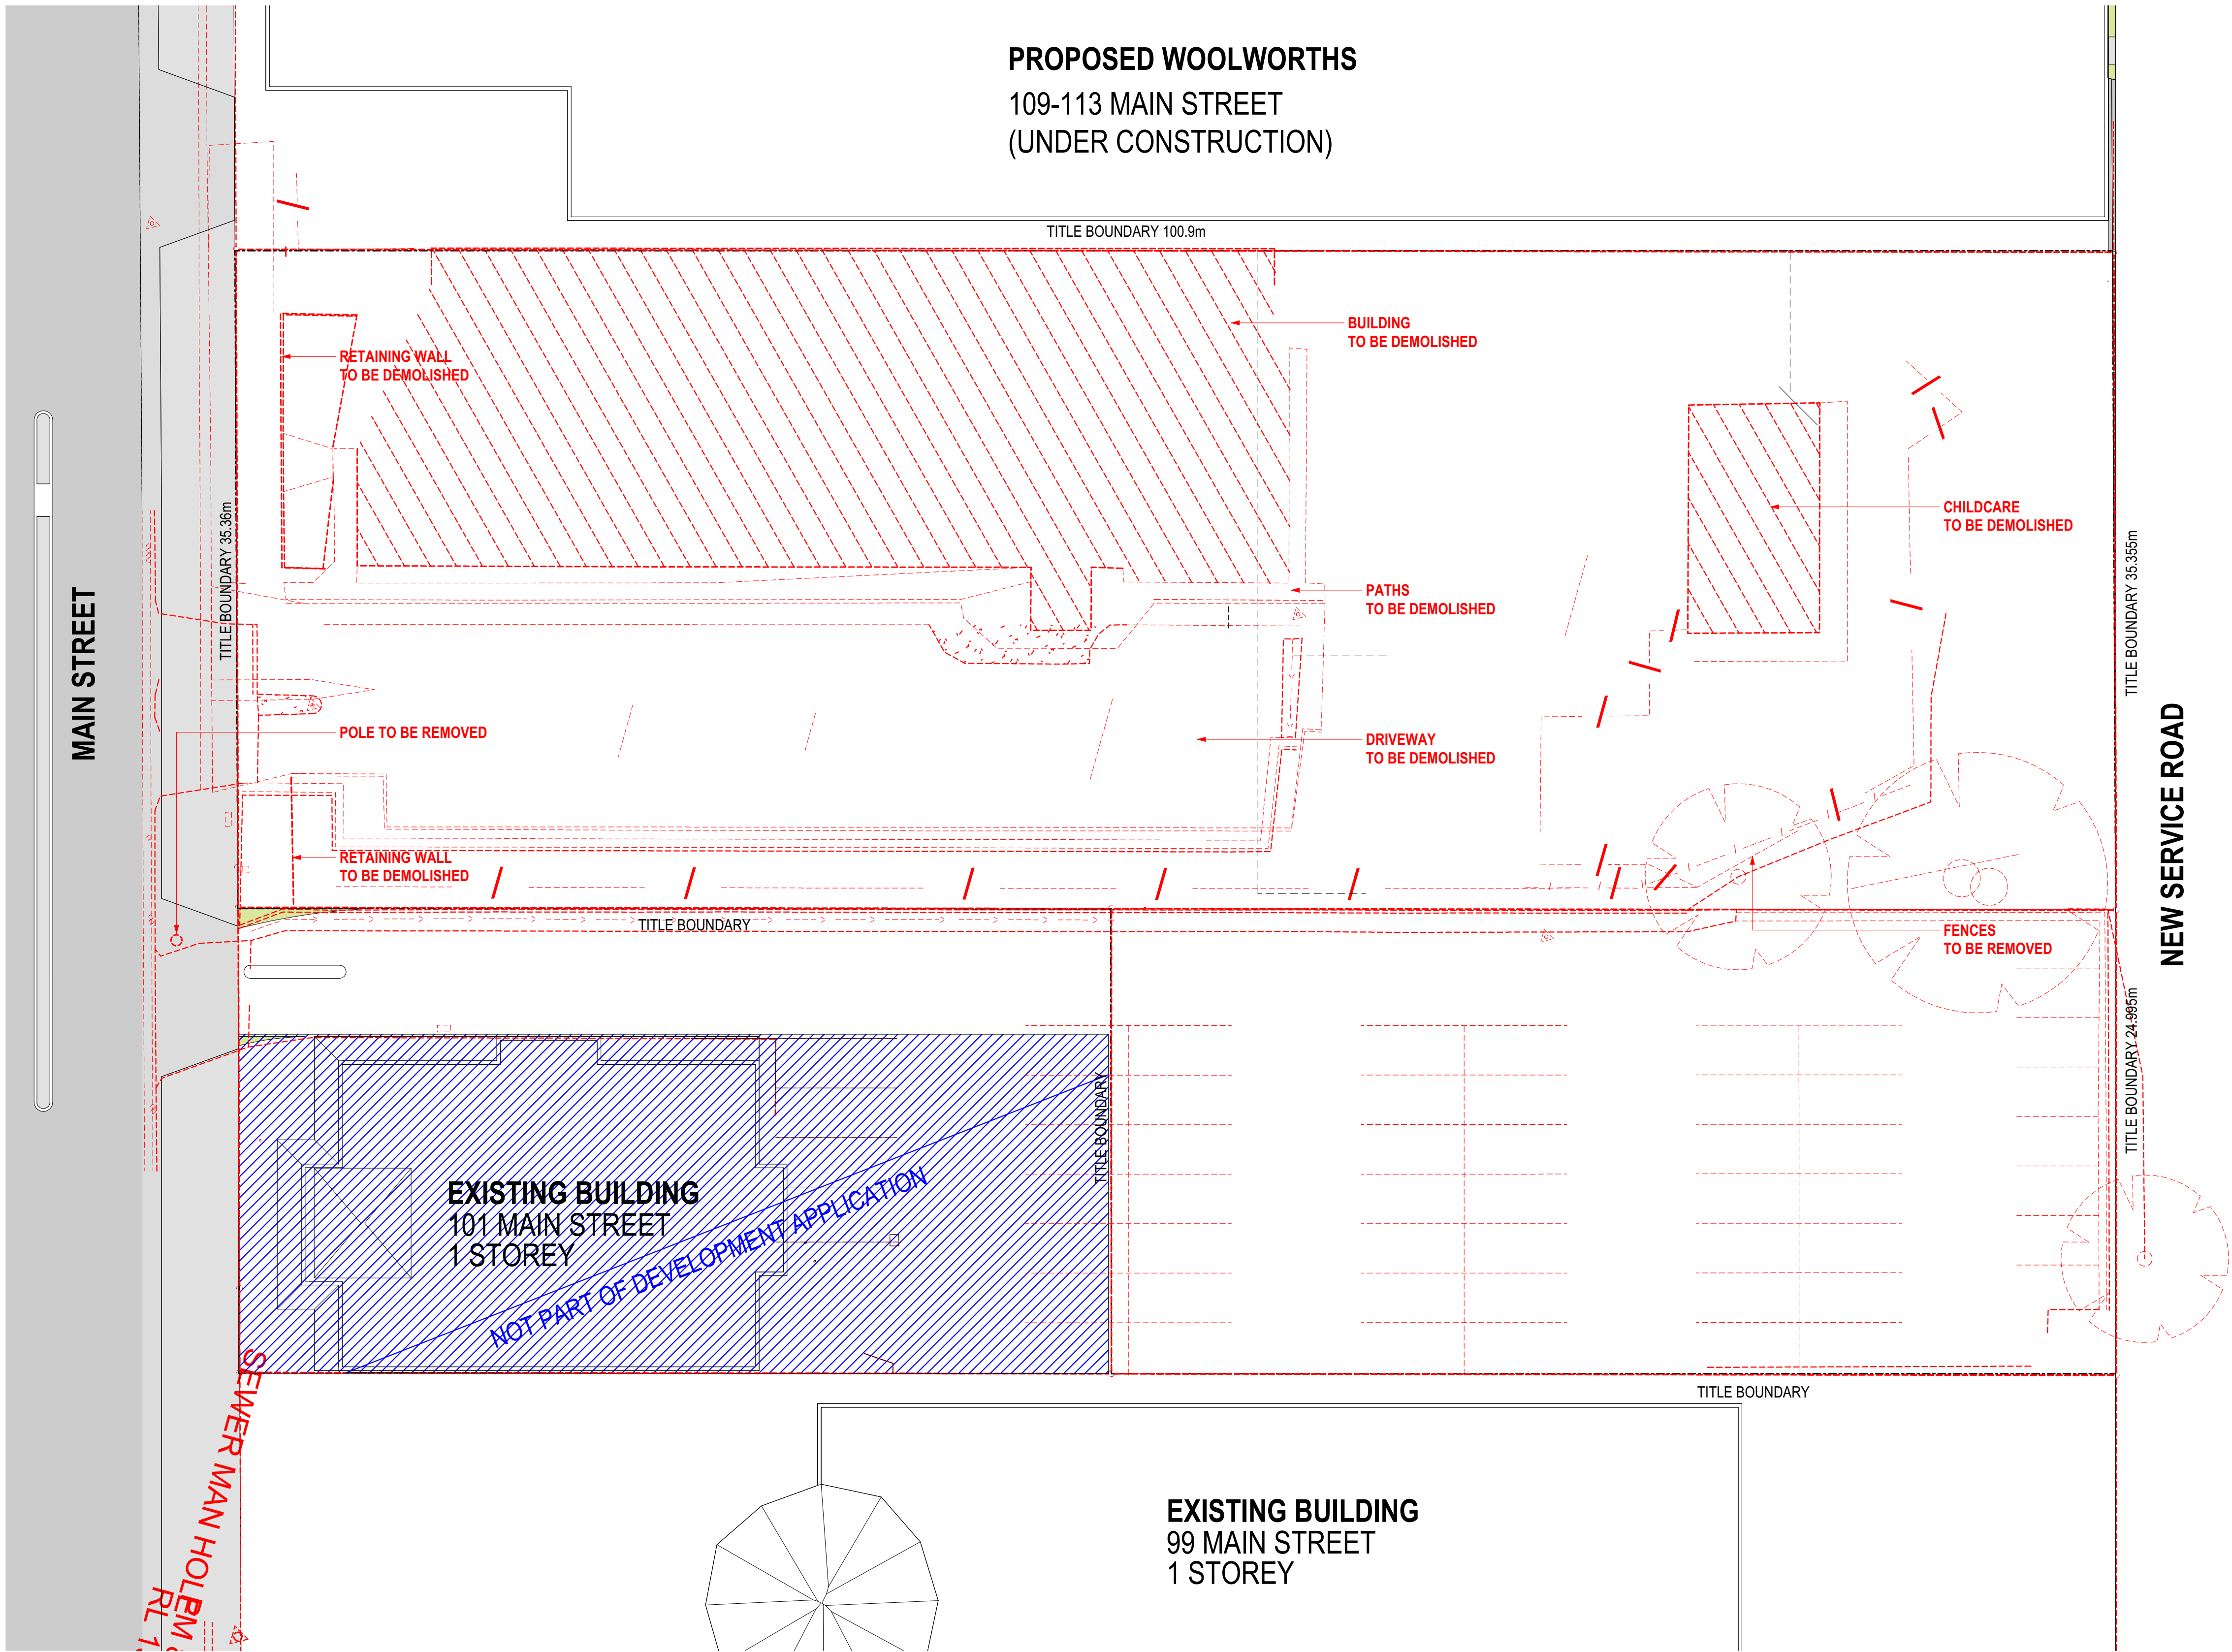 PROPOSED WOOLWORTHS
109-113 MAIN STREET
(UNDER CONSTRUCTION)
TITLE BOUNDARY 100.9m
BUILDING
TO BE DEMOLISHED
RETAINING WALL
TO BE DEMOLISHED
CHILDCARE
TO BE DEMOLISHED
TITLE BOUNDARY 35.36m
TITLE BOUNDARY 35.355m
MAIN STREET
PATHS
TO BE DEMOLISHED
POLE TO BE REMOVED
DRIVEWAY
TO BE DEMOLISHED
NEW SERVICE ROAD
RETAINING WALL
TO BE DEMOLISHED
TITLE BOUNDARY
FENCES
TO BE REMOVED
TITLE BOUNDARY 24.995m
TITLE BOUNDARY
EXISTING BUILDING
101 MAIN STREET
1 STOREY
NOT PART OF DEVELOPMENT APPLICATION
TITLE BOUNDARY
SEWER MAN HOLE
EXISTING BUILDING
99 MAIN STREET
1 STOREY